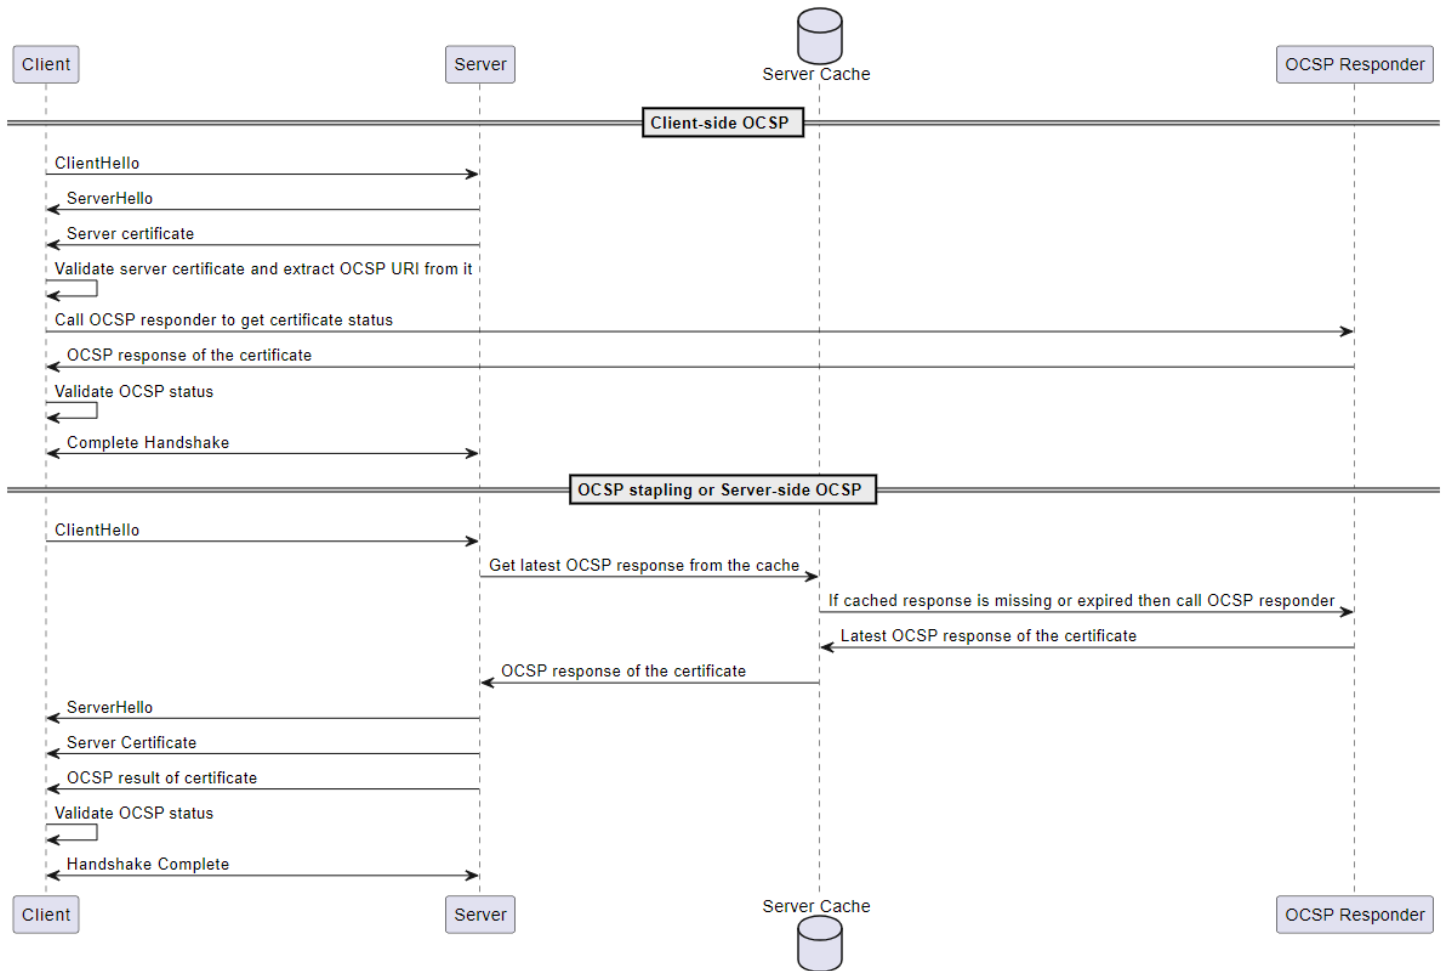 Client
Server
Server Cache
OCSP Responder
Client-side OCSP
ClientHello
ServerHello
Server certificate
Validate server certificate and extract OCSP URI from it
Call OCSP responder to get certificate status
OCSP response of the certificate
Validate OCSP status
Complete Handshake
OCSP stapling or Server-side OCSP
ClientHello
Get latest OCSP response from the cache
If cached response is missing or expired then call OCSP responder
Latest OCSP response of the certificate
OCSP response of the certificate
ServerHello
Server Certificate
OCSP result of certificate
Validate OCSP status
Handshake Complete
Client
Server
Server Cache
OCSP Responder